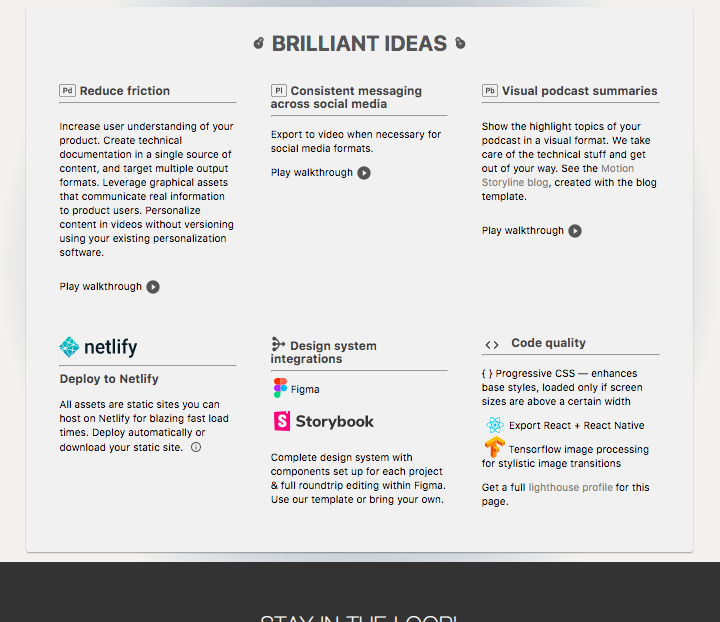 BRILLIANT IDEAS
Pd Reduce friction
Increase user understanding of your
product. Create technical
documentation in a single source of
content, and target multiple output
formats. Leverage graphical assets
that communicate real information
to product users. Personalize
content in videos without versioning
using your existing personalization
software.
Play walkthrough
Pl Consistent messaging
across social media
Export to video when necessary for
social media formats.
Play walkthrough
Pb Visual podcast summaries
Show the highlight topics of your
podcast in a visual format. We take
care of the technical stuff and get
out of your way. See the Motion
Storyline blog, created with the blog
template.
Play walkthrough
netlify
Deploy to Netlify
All assets are static sites you can
host on Netlify for blazing fast load
times. Deploy automatically or
download your static site.
Design system
integrations
Figma
Storybook
Complete design system with
components set up for each project
& full roundtrip editing within Figma.
Use our template or bring your own.
Code quality
{ } Progressive CSS — enhances
base styles, loaded only if screen
sizes are above a certain width
Export React + React Native
Tensorflow image processing
for stylistic image transitions
Get a full lighthouse profile for this
page.
STAY IN THE LOOP!